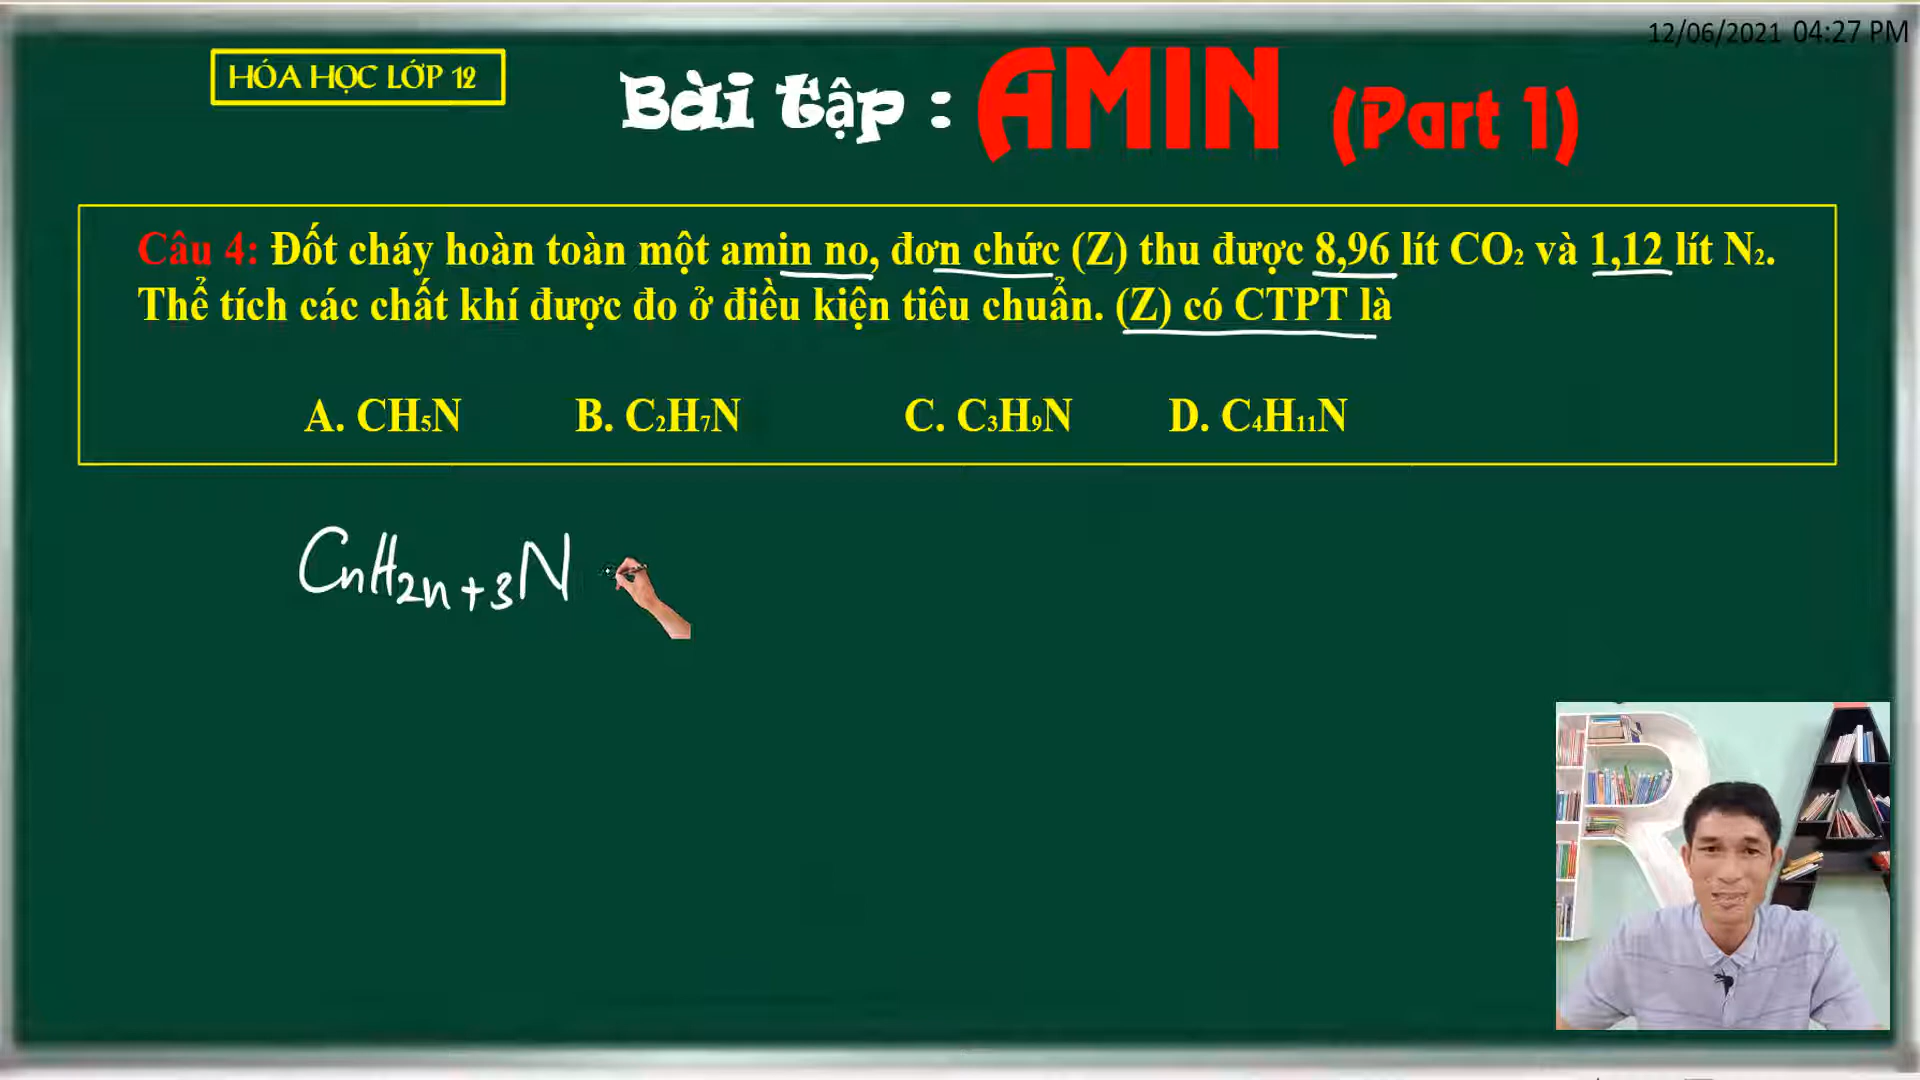 12/06/2021 04:27 PM
HÓA HỌC LỚP 12
Bài tập : AMIN (Part 1)
Câu 4: Đốt cháy hoàn toàn một amin no, đơn chức (Z) thu được 8,96 lít CO₂ và 1,12 lít N₂.
Thể tích các chất khí được đo ở điều kiện tiêu chuẩn. (Z) có CTPT là
A. CH₅N B. C₂H₇N C. C₃H₉N D. C₄H₁₁N
CₙH₂ₙ₊₃N
RA